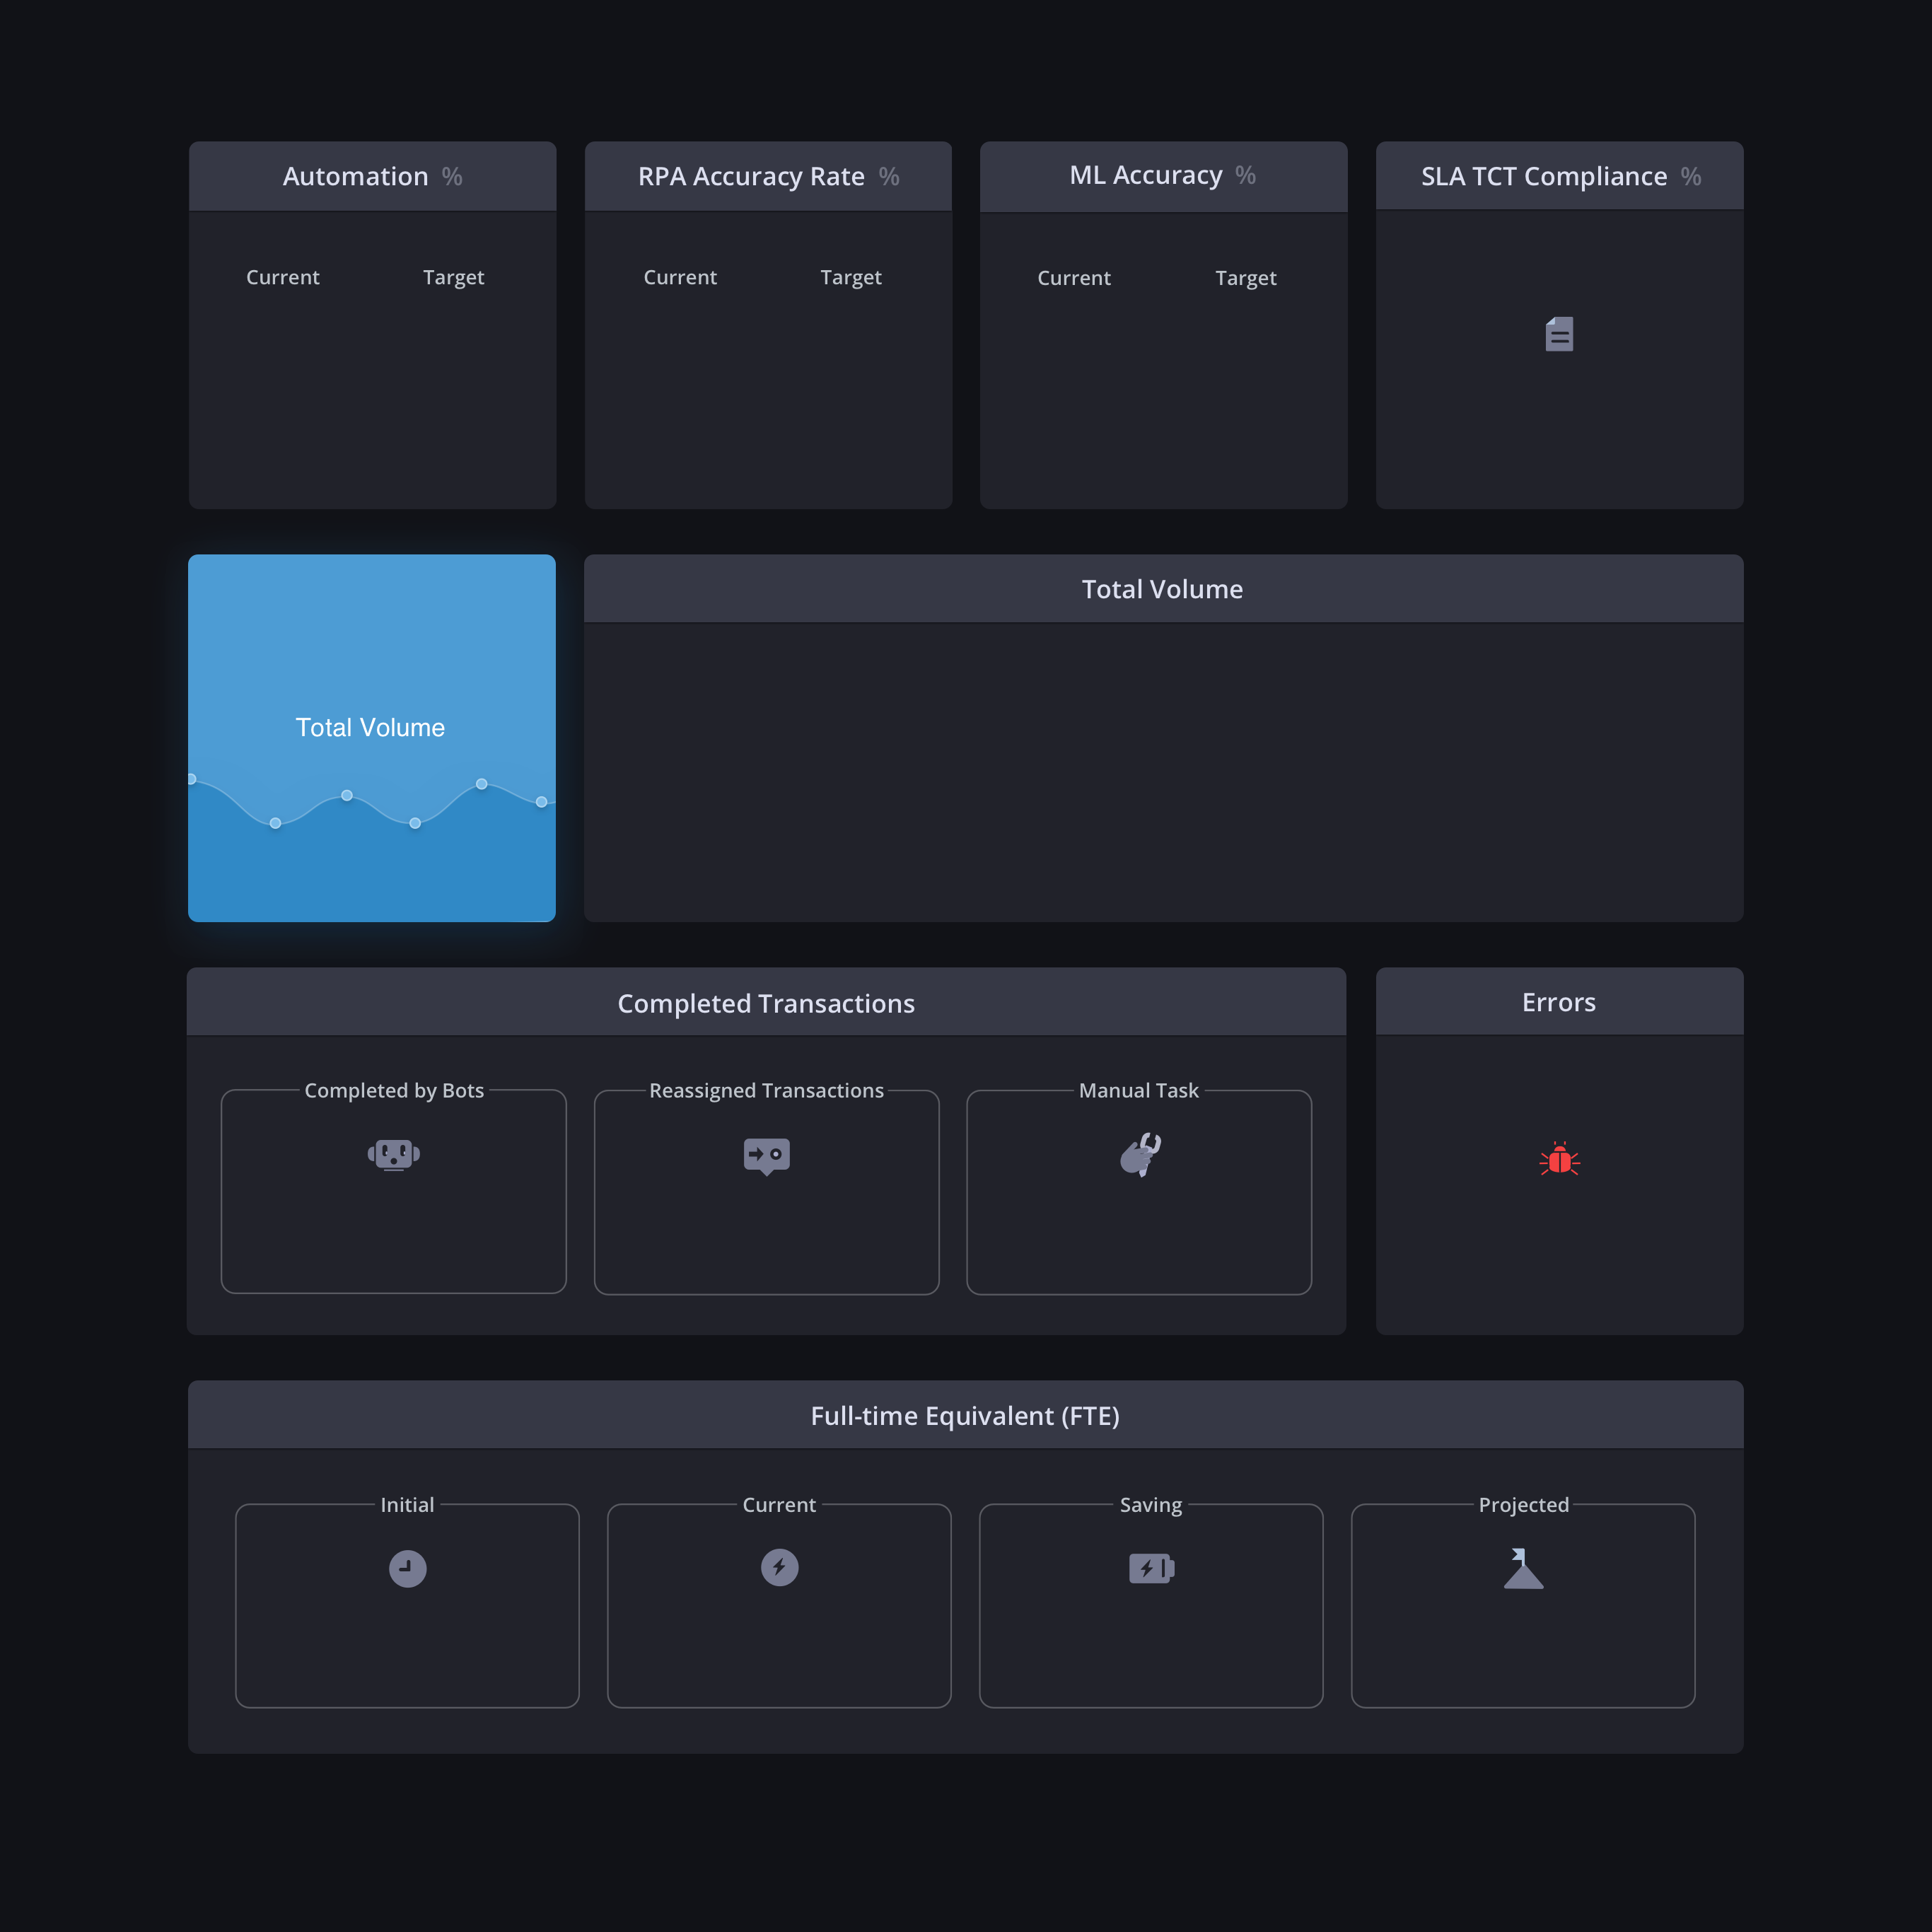 Automation %
RPA Accuracy Rate %
ML Accuracy %
SLA TCT Compliance %
Current Target
Current Target
Current Target
Total Volume
Total Volume
Completed Transactions
Errors
Completed by Bots
Reassigned Transactions
Manual Task
Full-time Equivalent (FTE)
Initial
Current
Saving
Projected